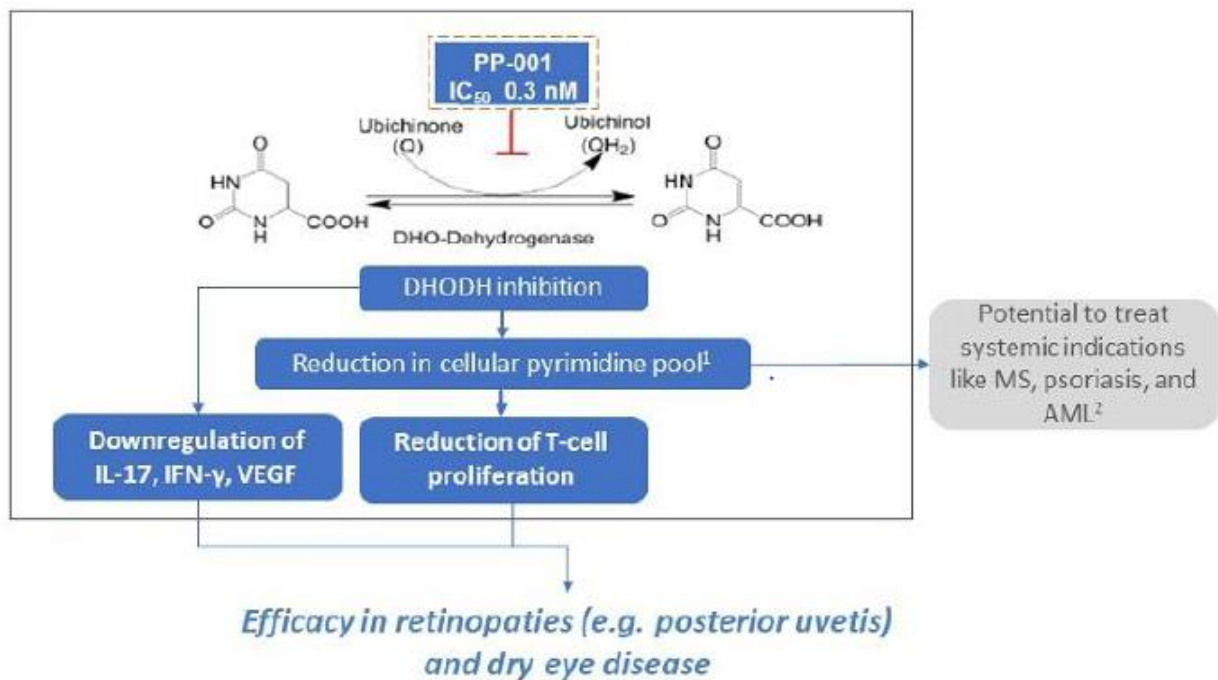 PP-001
IC₅₀ 0.3 nM
Ubichinone
(Q)
Ubichinol
(QH₂)
O
HN
O
N
H
COOH
DHO-Dehydrogenase
O
HN
O
N
H
COOH
DHODH inhibition
Reduction in cellular pyrimidine pool¹
Potential to treat
systemic indications
like MS, psoriasis, and
AML²
Downregulation of
IL-17, IFN-γ, VEGF
Reduction of T-cell
proliferation
Efficacy in retinopaties (e.g. posterior uvetis)
and dry eye disease